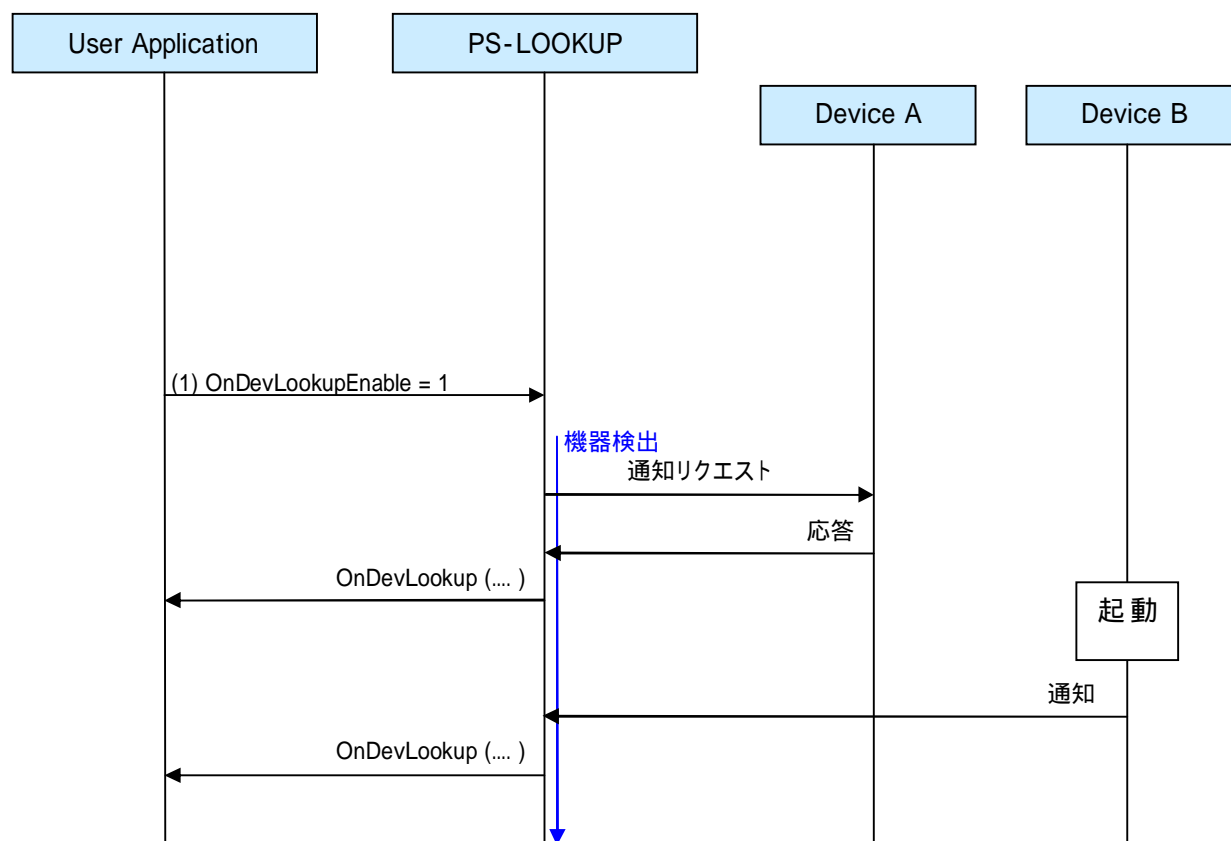 User Application
PS-LOOKUP
Device A
Device B
(1) OnDevLookupEnable = 1
機器検出
通知リクエスト
応答
OnDevLookup (.... )
起動
通知
OnDevLookup (.... )